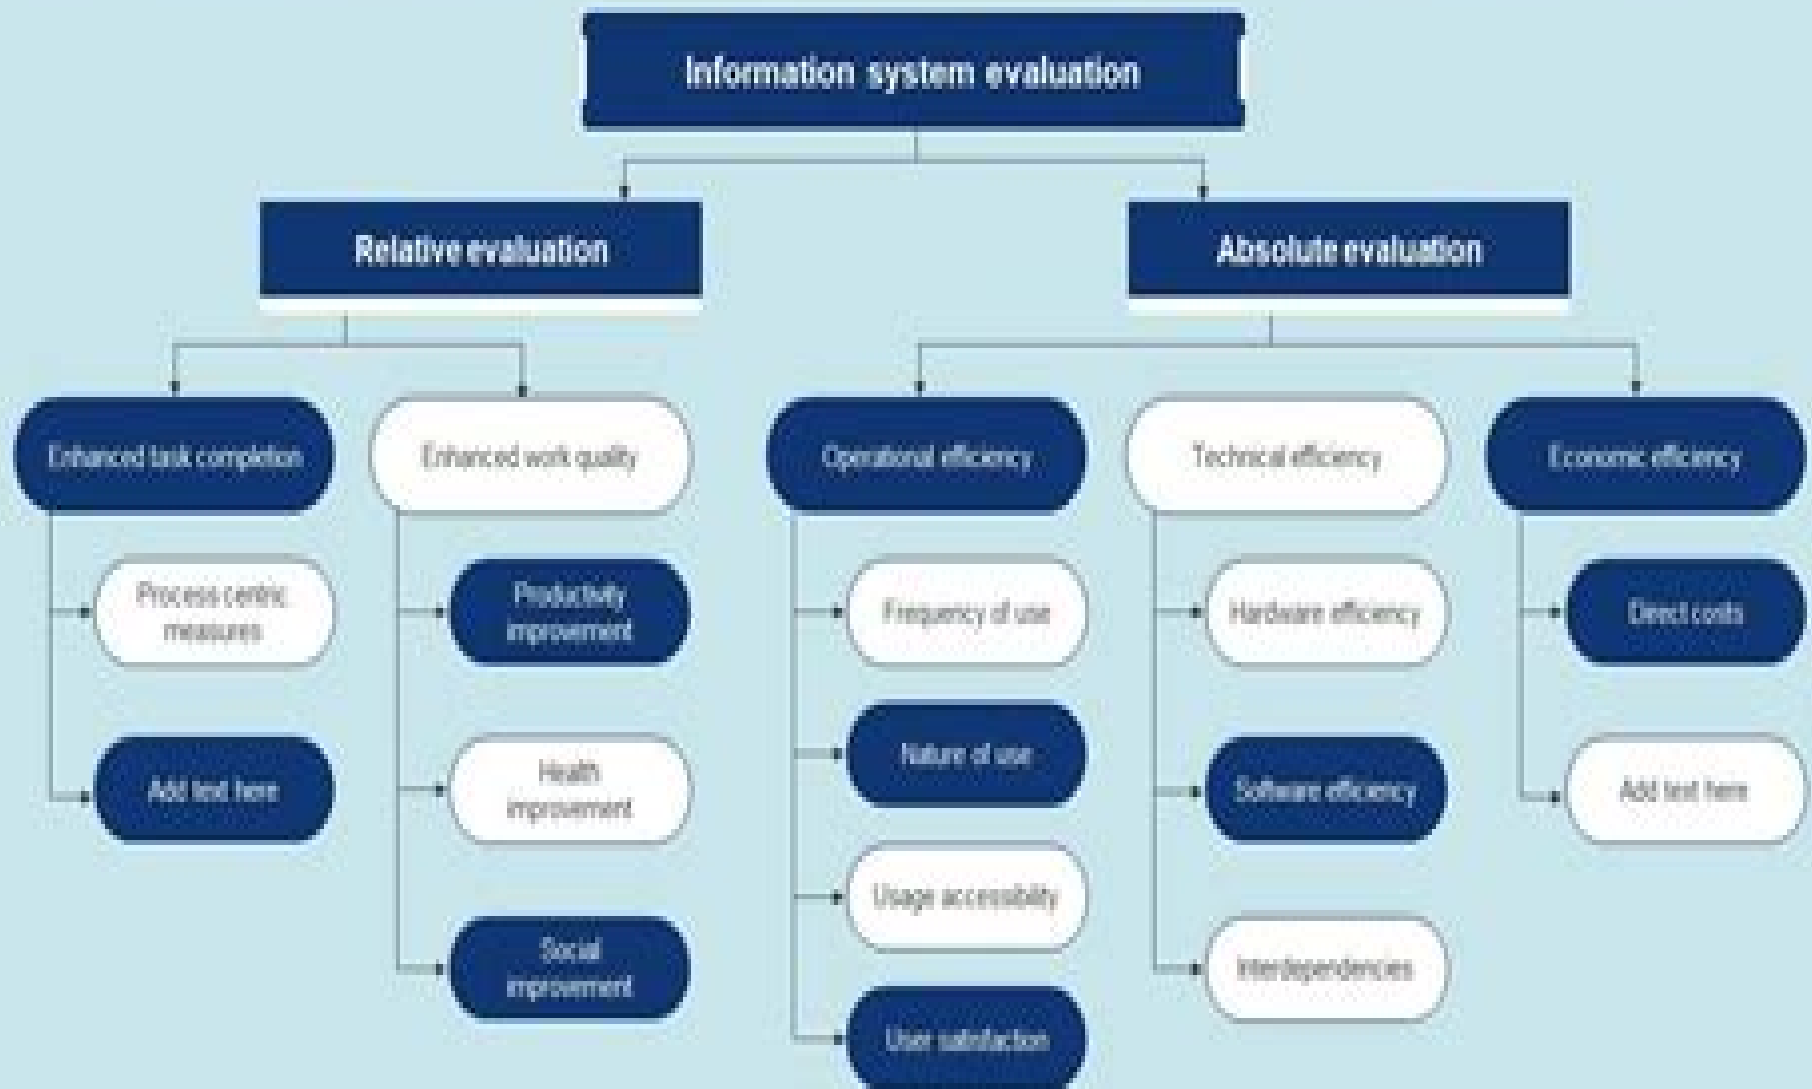 Information system evaluation
Relative evaluation
Absolute evaluation
Enhanced task completion
Enhanced work quality
Operational efficiency
Technical efficiency
Economic efficiency
Process centric
measures
Add text here
Productivity
improvement
Health
improvement
Social
improvement
Frequency of use
Nature of use
Usage accessibility
User satisfaction
Hardware efficiency
Software efficiency
Interdependencies
Direct costs
Add text here